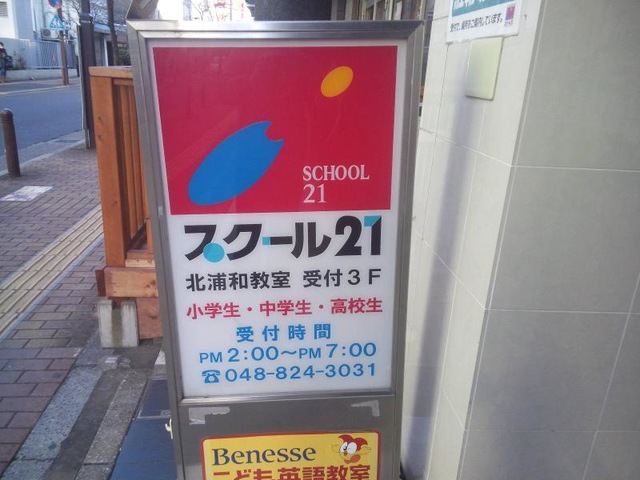 SCHOOL
21
スクール21
北浦和教室 受付3F
小学生・中学生・高校生
受付時間
PM 2:00～PM 7:00
☎048-824-3031
Benesse
こども英語教室